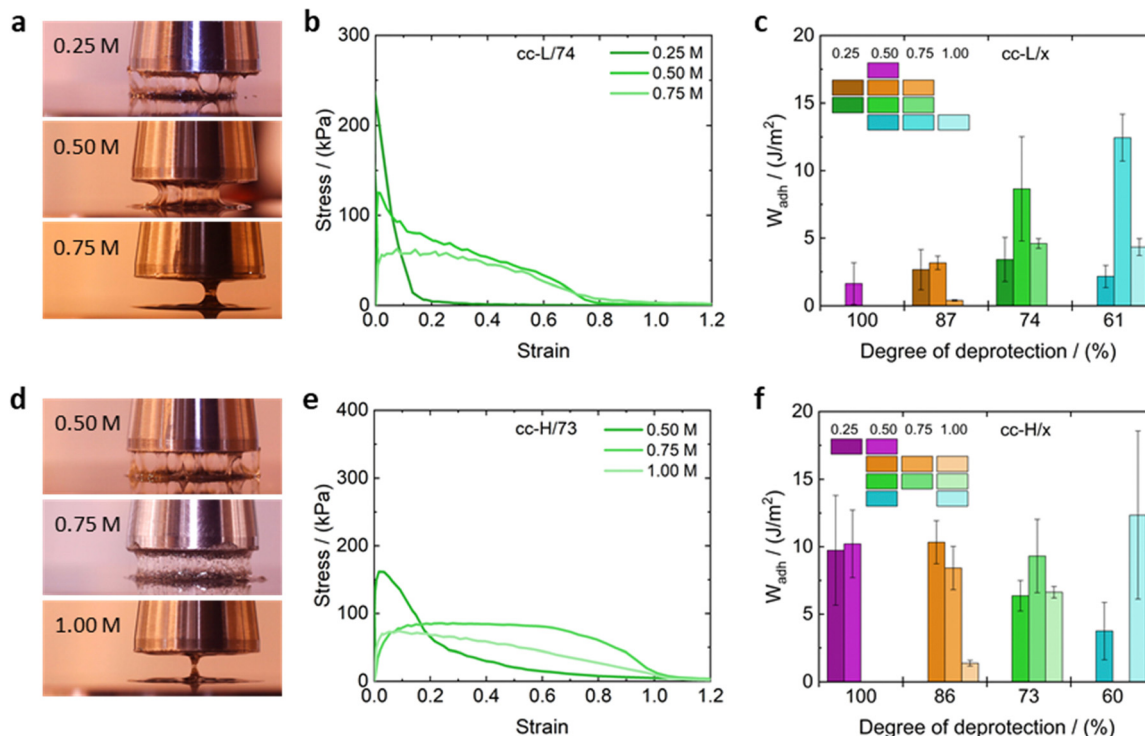 a
0.25 M
0.50 M
0.75 M
b
cc-L/74
0.25 M
0.50 M
0.75 M
300
200
100
0
Stress / (kPa)
0.0 0.2 0.4 0.6 0.8 1.0 1.2
Strain
c
0.25 0.50 0.75 1.00
cc-L/x
20
15
10
5
0
W_adh / (J/m²)
100 87 74 61
Degree of deprotection / (%)
d
0.50 M
0.75 M
1.00 M
e
cc-H/73
0.50 M
0.75 M
1.00 M
400
300
200
100
0
Stress / (kPa)
0.0 0.2 0.4 0.6 0.8 1.0 1.2
Strain
f
0.25 0.50 0.75 1.00
cc-H/x
20
15
10
5
0
W_adh / (J/m²)
100 86 73 60
Degree of deprotection / (%)